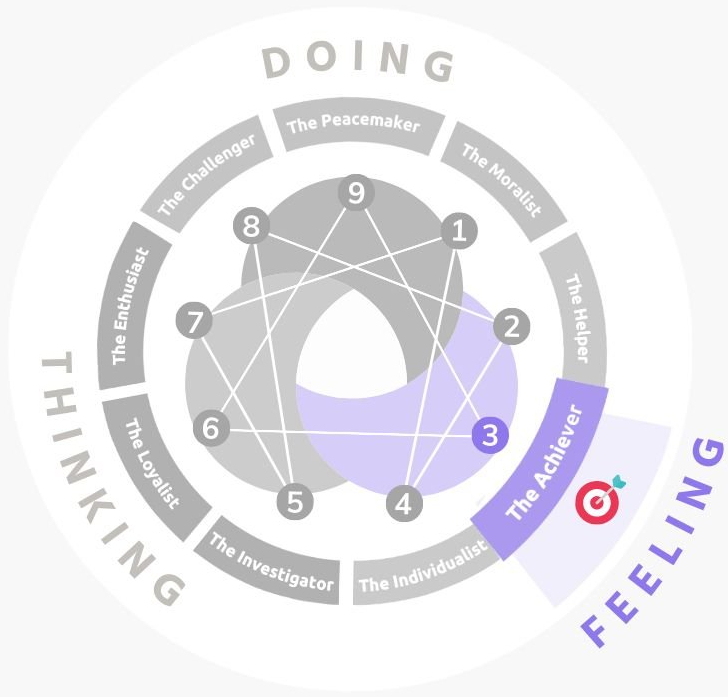 DOING
The Peacemaker
The Challenger
The Moralist
The Enthusiast
The Helper
9
8
1
7
2
6
3
5
4
THINKING
The Loyalist
The Achiever
FEELING
The Investigator
The Individualist